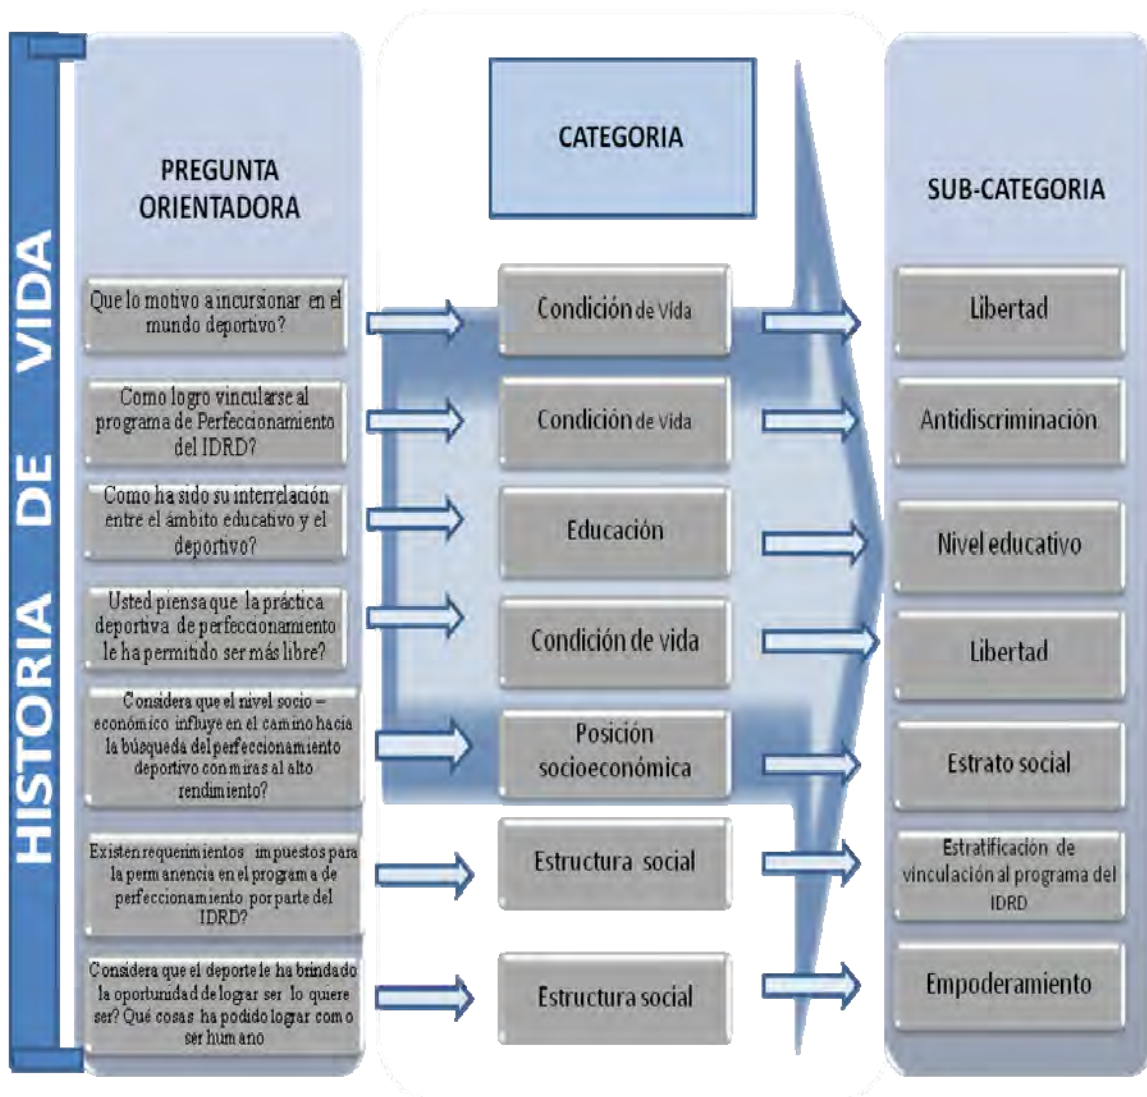 HISTORIA DE VIDA
PREGUNTA
ORIENTADORA
CATEGORIA
SUB-CATEGORIA
Que lo motivo a incursionar en el
mundo deportivo?
Condición de Vida
Libertad
Como logro vincularse al
programa de Perfeccionamiento
del IDRD?
Condición de Vida
Antidiscriminación
Como ha sido su interrelación
entre el ámbito educativo y el
deportivo?
Educación
Nivel educativo
Usted piensa que la práctica
deportiva de perfeccionamiento
le ha permitido ser más libre?
Condición de vida
Libertad
Considera que el nivel socio –
económico influye en el camino hacia
la búsqueda del perfeccionamiento
deportivo con miras al alto
rendimiento?
Posición
socioeconómica
Estrato social
Existen requerimientos impuestos para
la permanencia en el programa de
perfeccionamiento por parte del
IDRD?
Estructura social
Estratificación de
vinculación al programa del
IDRD
Considera que el deporte le ha brindado
la oportunidad de lograr ser lo quiere
ser? Qué cosas ha podido lograr como
ser humano
Estructura social
Empoderamiento